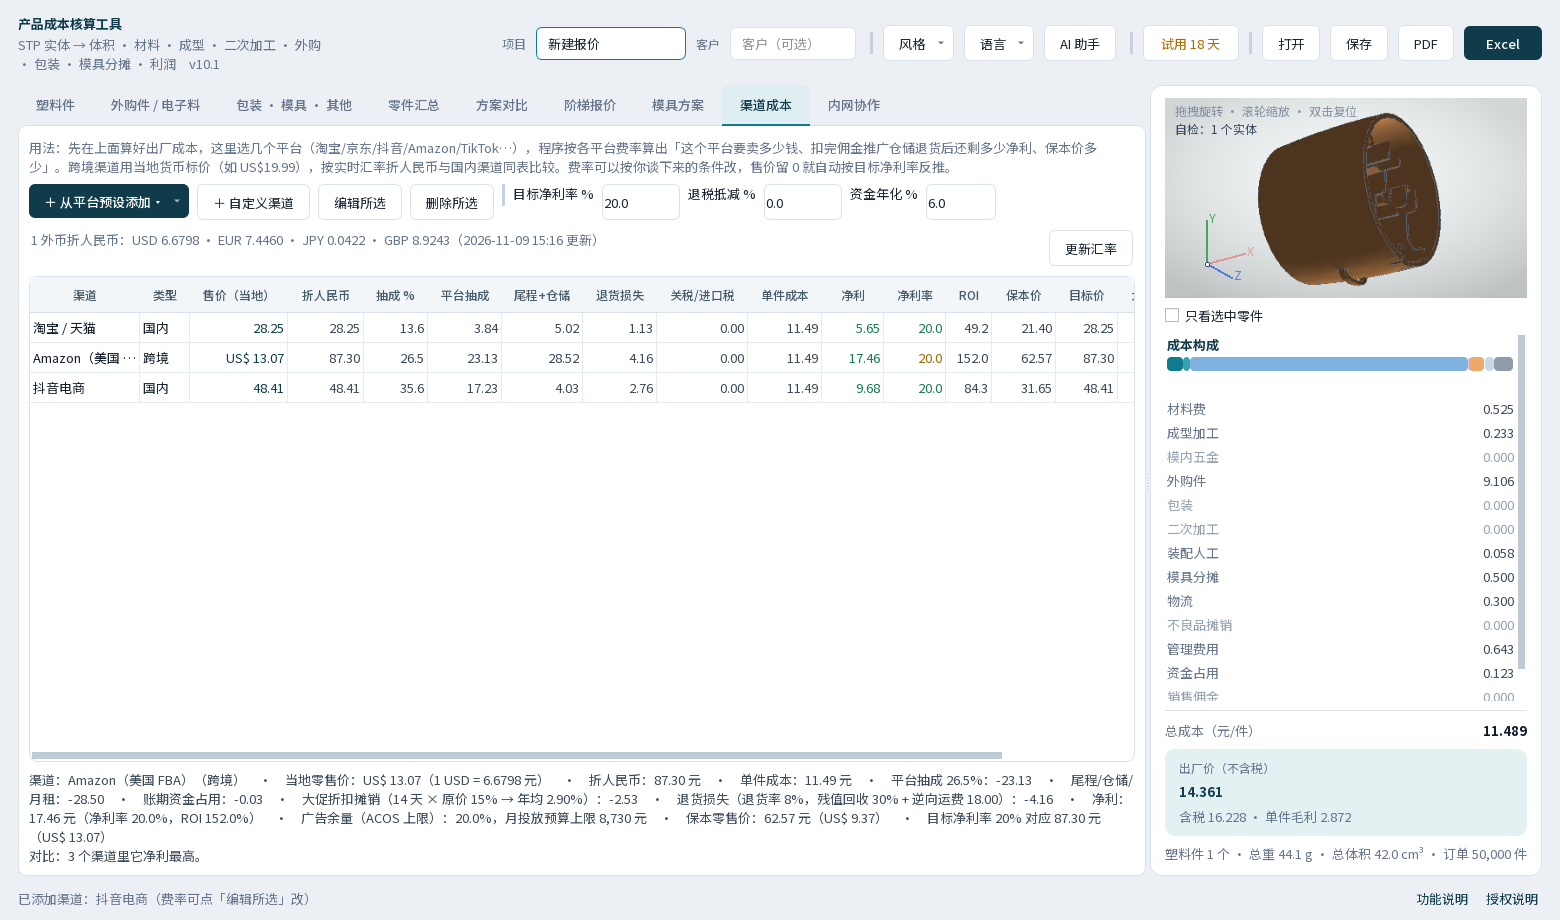 产品成本核算工具
STP 实体 → 体积 · 材料 · 成型 · 二次加工 · 外购
· 包装 · 模具分摊 · 利润 v10.1
项目 新建报价 客户 客户（可选） 风格 语言 AI 助手 试用 18 天 打开 保存 PDF Excel
塑料件 外购件 / 电子料 包装 · 模具 · 其他 零件汇总 方案对比 阶梯报价 模具方案 渠道成本 内网协作
用法：先在上面算好出厂成本，这里选几个平台（淘宝/京东/抖音/Amazon/TikTok…），程序按各平台费率算出「这个平台要卖多少钱、扣完佣金推广仓储退货后还剩多少净利、保本价多
少」。跨境渠道用当地货币标价（如 US$19.99），按实时汇率折人民币与国内渠道同表比较。费率可以按你谈下来的条件改，售价留 0 就自动按目标净利率反推。
＋ 从平台预设添加 · ＋ 自定义渠道 编辑所选 删除所选 目标净利率 % 20.0 退税抵减 % 0.0 资金年化 % 6.0
1 外币折人民币：USD 6.6798 · EUR 7.4460 · JPY 0.0422 · GBP 8.9243（2026-11-09 15:16 更新）
更新汇率
渠道 类型 售价（当地） 折人民币 抽成 % 平台抽成 尾程+仓储 退货损失 关税/进口税 单件成本 净利 净利率 ROI 保本价 目标价
淘宝 / 天猫 国内 28.25 28.25 13.6 3.84 5.02 1.13 0.00 11.49 5.65 20.0 49.2 21.40 28.25
Amazon（美国 … 跨境 US$ 13.07 87.30 26.5 23.13 28.52 4.16 0.00 11.49 17.46 20.0 152.0 62.57 87.30
抖音电商 国内 48.41 48.41 35.6 17.23 4.03 2.76 0.00 11.49 9.68 20.0 84.3 31.65 48.41
渠道：Amazon（美国 FBA）（跨境） · 当地零售价：US$ 13.07（1 USD = 6.6798 元） · 折人民币：87.30 元 · 单件成本：11.49 元 · 平台抽成 26.5%：-23.13 · 尾程/仓储/
月租：-28.50 · 账期资金占用：-0.03 · 大促折扣摊销（14 天 × 原价 15% → 年均 2.90%）：-2.53 · 退货损失（退货率 8%，残值回收 30% + 逆向运费 18.00）：-4.16 · 净利：
17.46 元（净利率 20.0%，ROI 152.0%） · 广告余量（ACOS 上限）：20.0%，月投放预算上限 8,730 元 · 保本零售价：62.57 元（US$ 9.37） · 目标净利率 20% 对应 87.30 元
（US$ 13.07）
对比：3 个渠道里它净利最高。
已添加渠道：抖音电商（费率可点「编辑所选」改）
拖拽旋转 · 滚轮缩放 · 双击复位
自检：1 个实体
Y
X
Z
只看选中零件
成本构成
材料费 0.525
成型加工 0.233
模内五金 0.000
外购件 9.106
包装 0.000
二次加工 0.000
装配人工 0.058
模具分摊 0.500
物流 0.300
不良品摊销 0.000
管理费用 0.643
资金占用 0.123
销售佣金 0.000
总成本（元/件） 11.489
出厂价（不含税）
14.361
含税 16.228 · 单件毛利 2.872
塑料件 1 个 · 总重 44.1 g · 总体积 42.0 cm³ · 订单 50,000 件
功能说明 授权说明